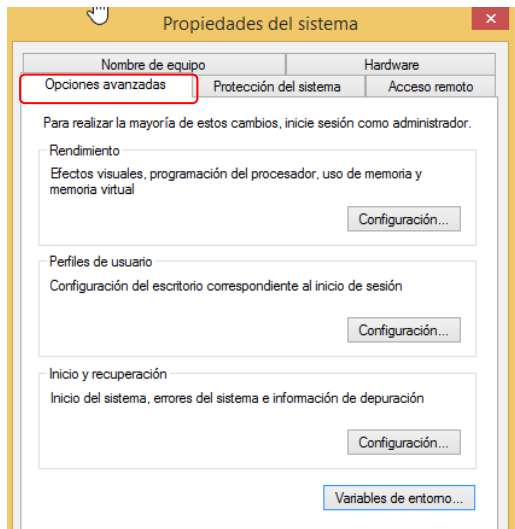 Propiedades del sistema
Nombre de equipo
Hardware
Opciones avanzadas
Protección del sistema
Acceso remoto
Para realizar la mayoría de estos cambios, inicie sesión como administrador.
Rendimiento
Efectos visuales, programación del procesador, uso de memoria y
memoria virtual
Configuración...
Perfiles de usuario
Configuración del escritorio correspondiente al inicio de sesión
Configuración...
Inicio y recuperación
Inicio del sistema, errores del sistema e información de depuración
Configuración...
Variables de entorno...